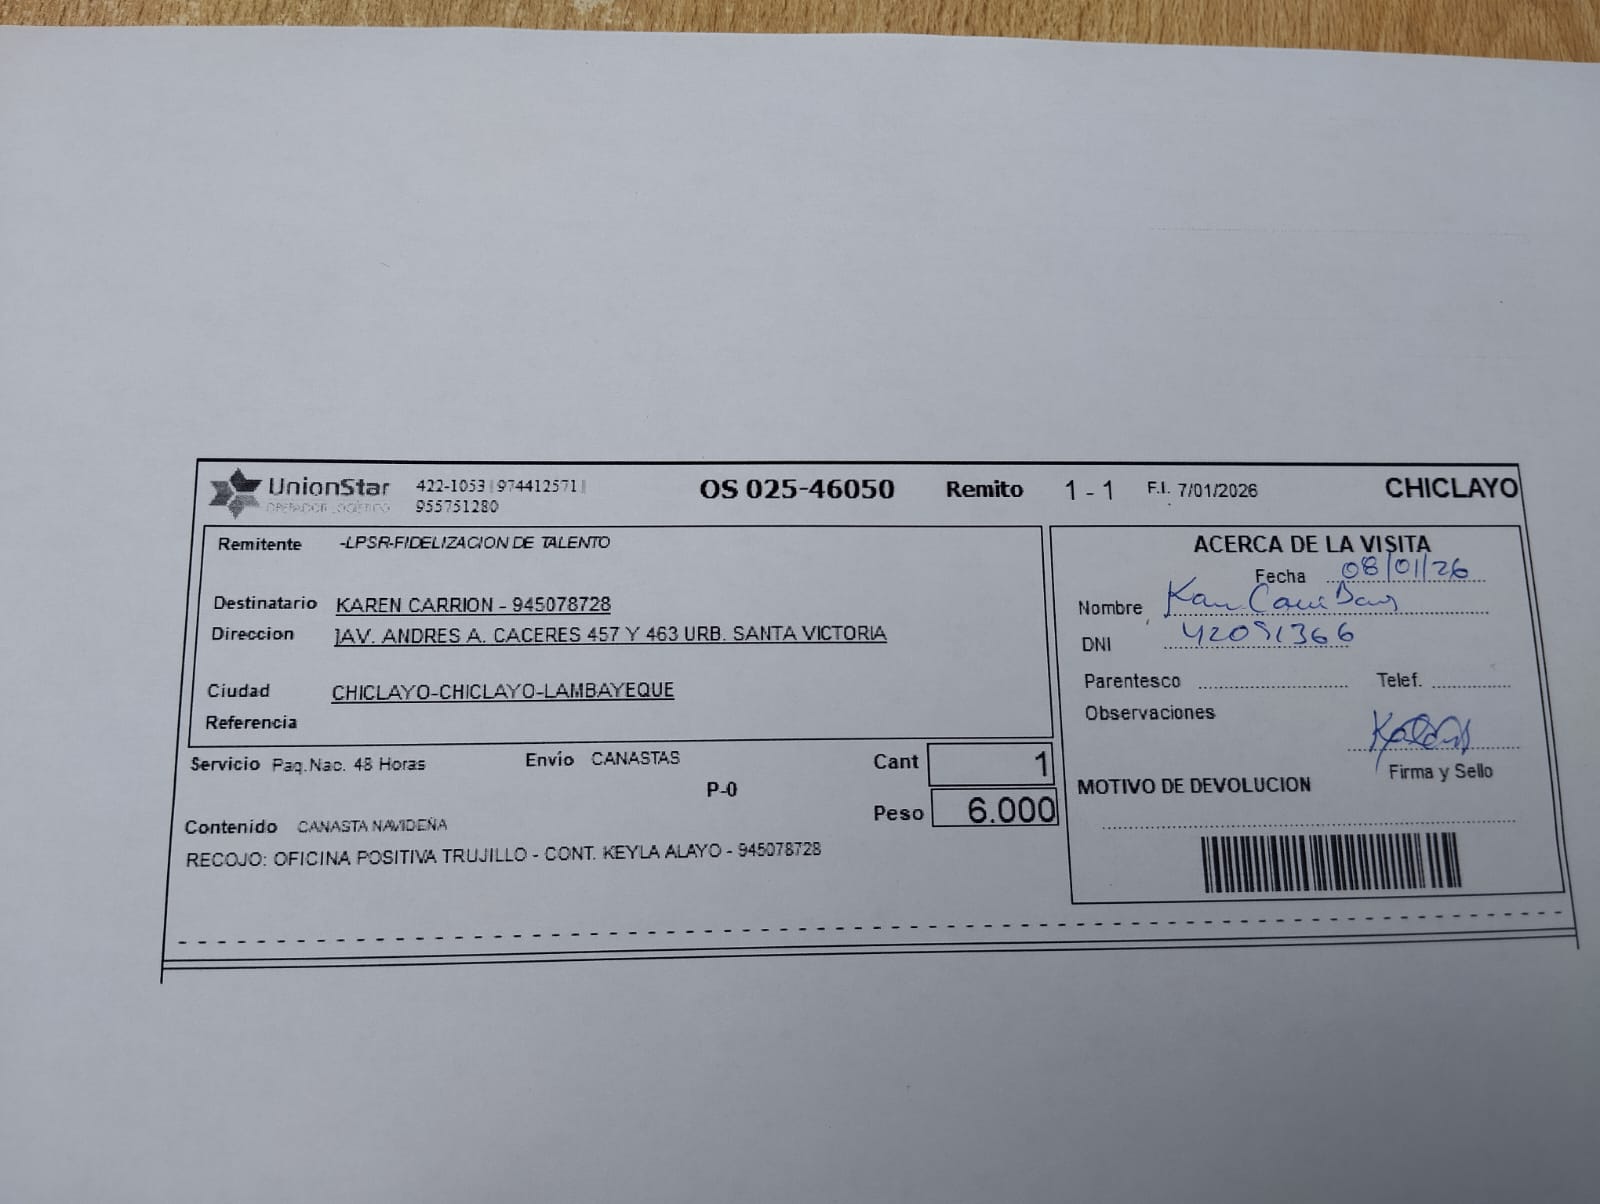 UnionStar 422-1053 | 974412571 |
OPERADOR LOGÍSTICO 955751280
OS 025-46050 Remito 1 - 1 F.I. 7/01/2026 CHICLAYO
Remitente -LPSR-FIDELIZACION DE TALENTO
Destinatario KAREN CARRION - 945078728
Direccion ]AV. ANDRES A. CACERES 457 Y 463 URB. SANTA VICTORIA
Ciudad CHICLAYO-CHICLAYO-LAMBAYEQUE
Referencia
Servicio Paq.Nac. 48 Horas Envío CANASTAS Cant 1
P-0
Peso 6.000
Contenido CANASTA NAVIDEÑA
RECOJO: OFICINA POSITIVA TRUJILLO - CONT. KEYLA ALAYO - 945078728
ACERCA DE LA VISITA
Fecha 08/01/26
Nombre
DNI 42091366
Parentesco Telef.
Observaciones
Firma y Sello
MOTIVO DE DEVOLUCION